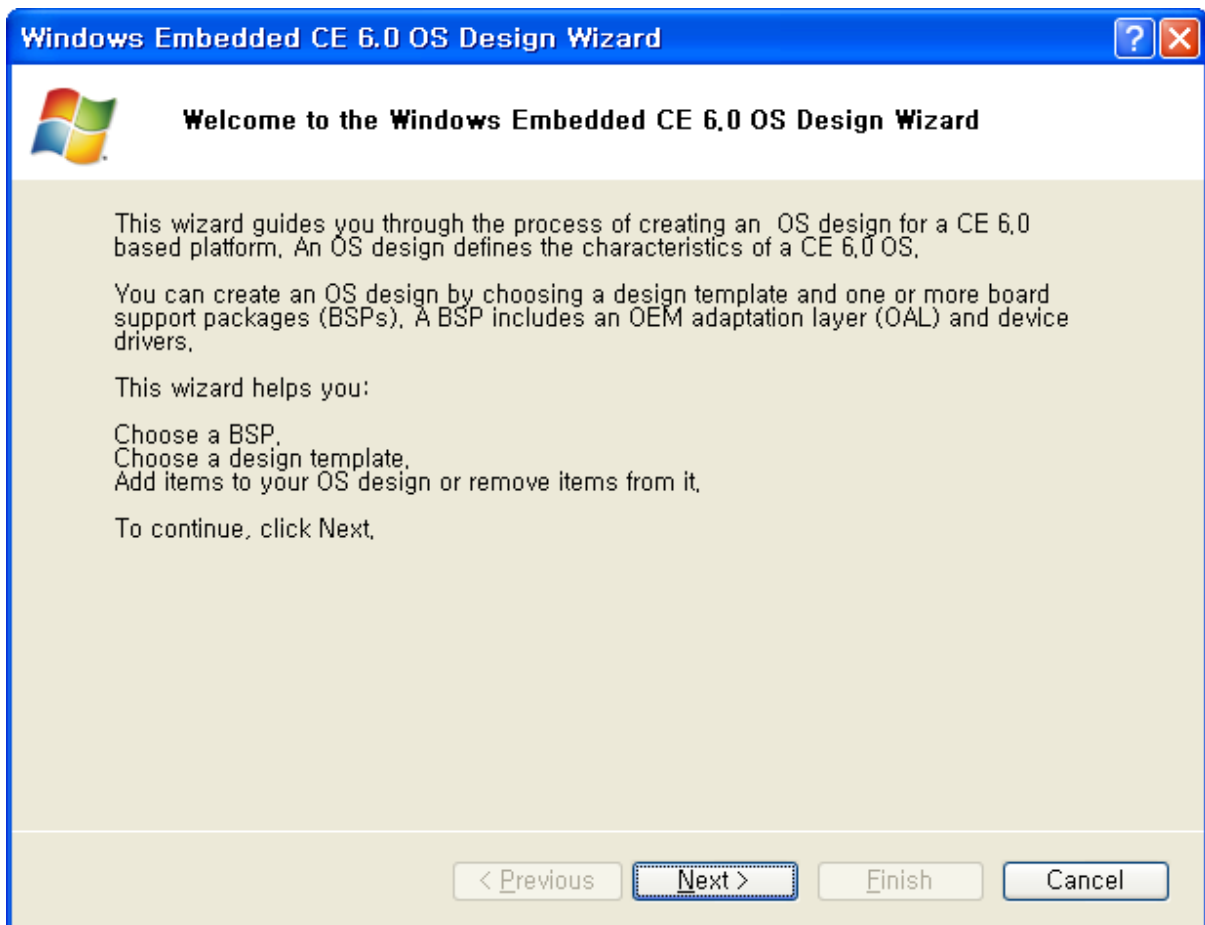 Windows Embedded CE 6.0 OS Design Wizard
Welcome to the Windows Embedded CE 6.0 OS Design Wizard
This wizard guides you through the process of creating an  OS design for a CE 6.0
based platform. An OS design defines the characteristics of a CE 6.0 OS.
You can create an OS design by choosing a design template and one or more board
support packages (BSPs). A BSP includes an OEM adaptation layer (OAL) and device
drivers.
This wizard helps you:
Choose a BSP.
Choose a design template.
Add items to your OS design or remove items from it.
To continue, click Next.
< Previous Next > Finish Cancel